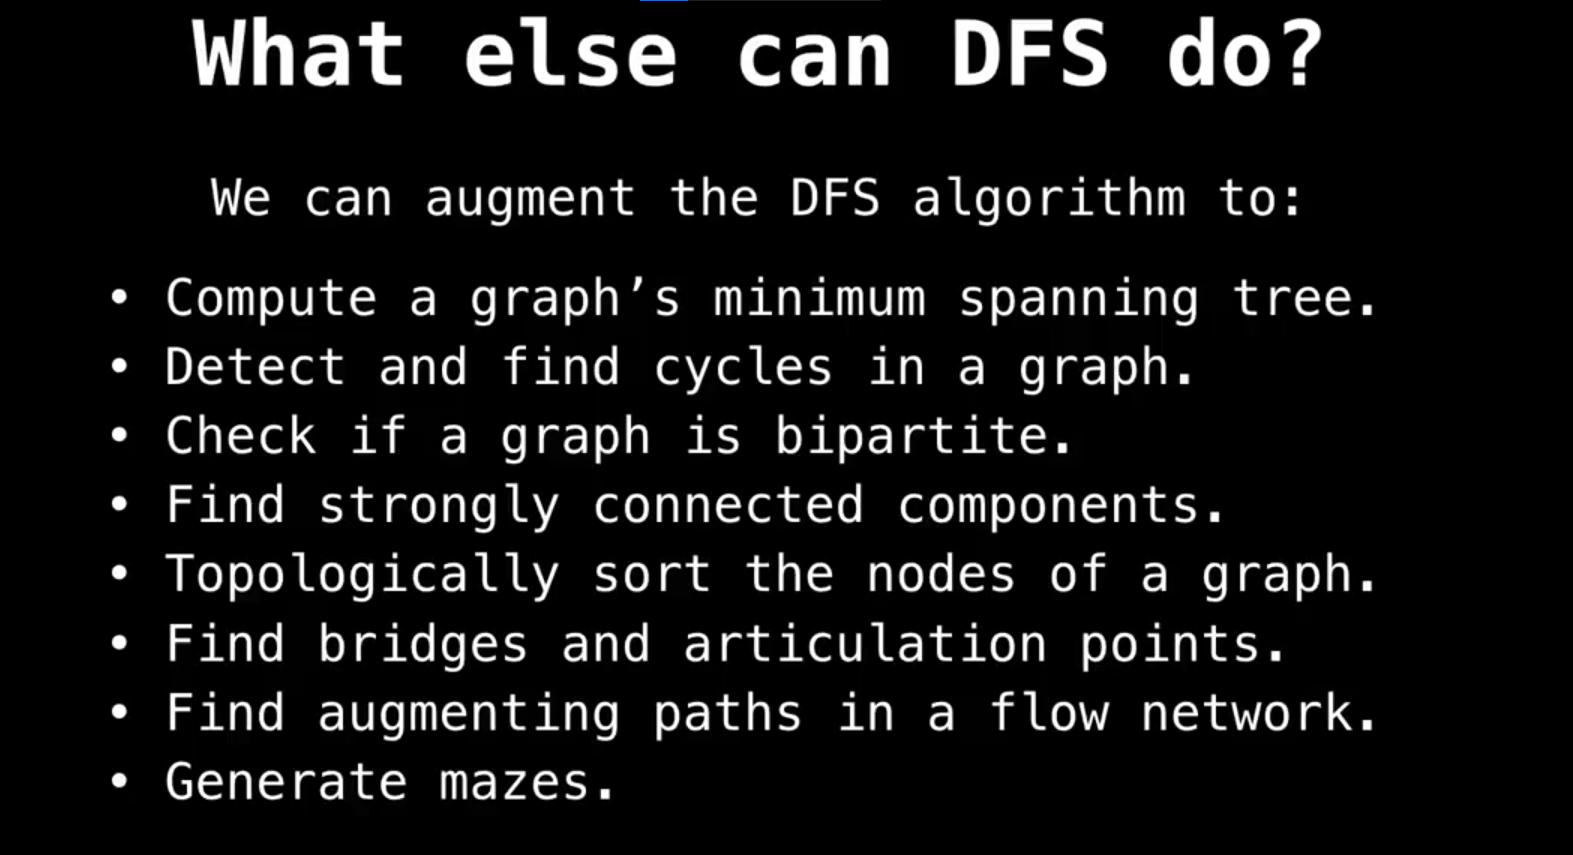 What else can DFS do?
We can augment the DFS algorithm to:
• Compute a graph’s minimum spanning tree.
• Detect and find cycles in a graph.
• Check if a graph is bipartite.
• Find strongly connected components.
• Topologically sort the nodes of a graph.
• Find bridges and articulation points.
• Find augmenting paths in a flow network.
• Generate mazes.